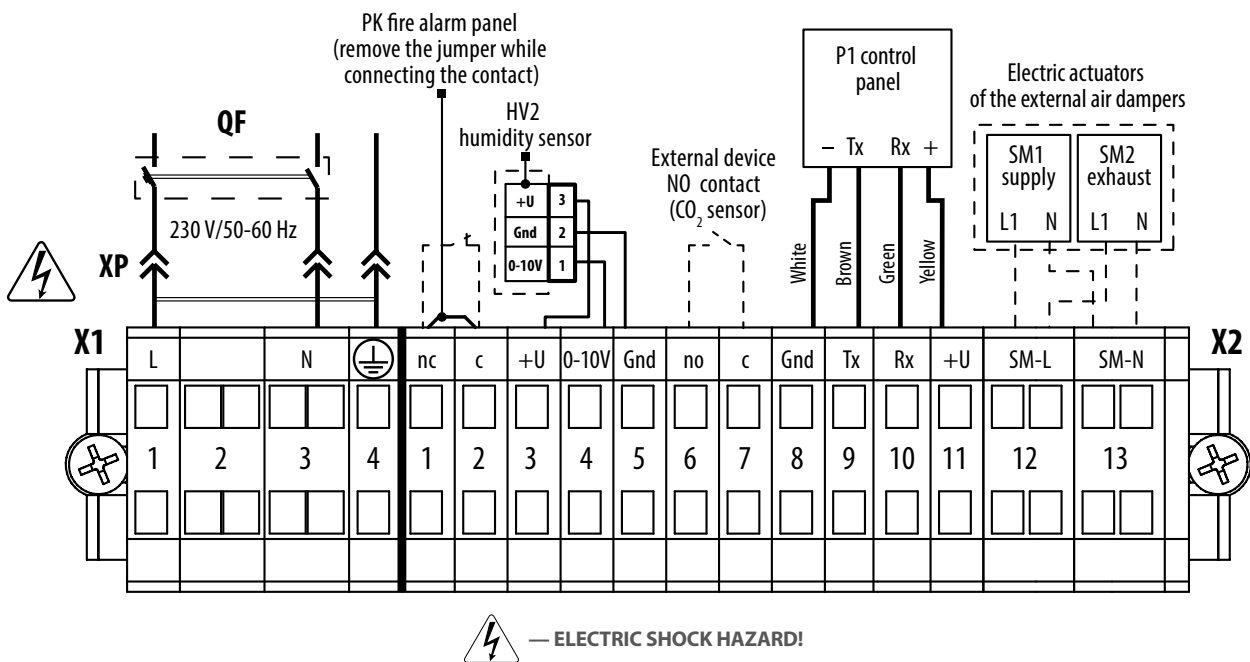 PK fire alarm panel
(remove the jumper while
connecting the contact)
QF
230 V/50-60 Hz
XP
HV2
humidity sensor
+U 3
Gnd 2
0-10V 1
External device
NO contact
(CO2 sensor)
P1 control
panel
– Tx Rx +
White
Brown
Green
Yellow
Electric actuators
of the external air dampers
SM1
supply
L1 N
SM2
exhaust
L1 N
X1
X2
L N nc c +U 0-10V Gnd no c Gnd Tx Rx +U SM-L SM-N
1 2 3 4 1 2 3 4 5 6 7 8 9 10 11 12 13
— ELECTRIC SHOCK HAZARD!